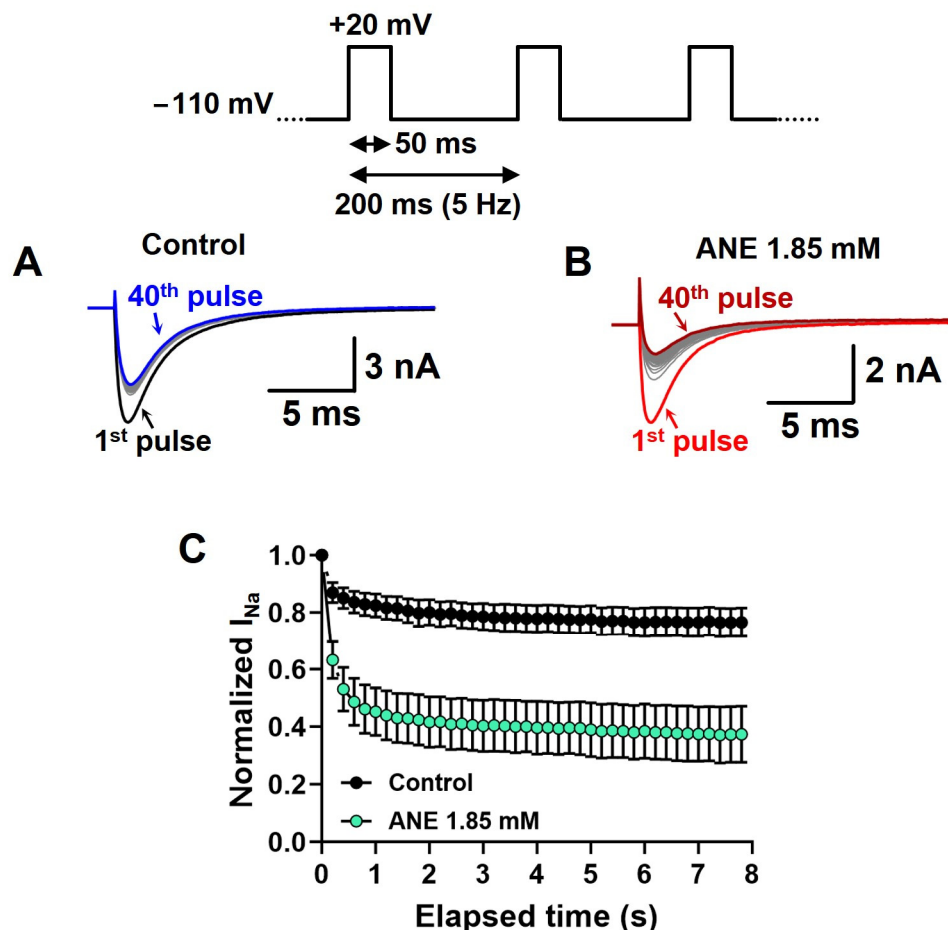 +20 mV
−110 mV
50 ms
200 ms (5 Hz)
A
Control
40th pulse
1st pulse
3 nA
5 ms
B
ANE 1.85 mM
40th pulse
1st pulse
2 nA
5 ms
C
Normalized INa
1.0
0.8
0.6
0.4
0.2
0.0
Control
ANE 1.85 mM
0 1 2 3 4 5 6 7 8
Elapsed time (s)